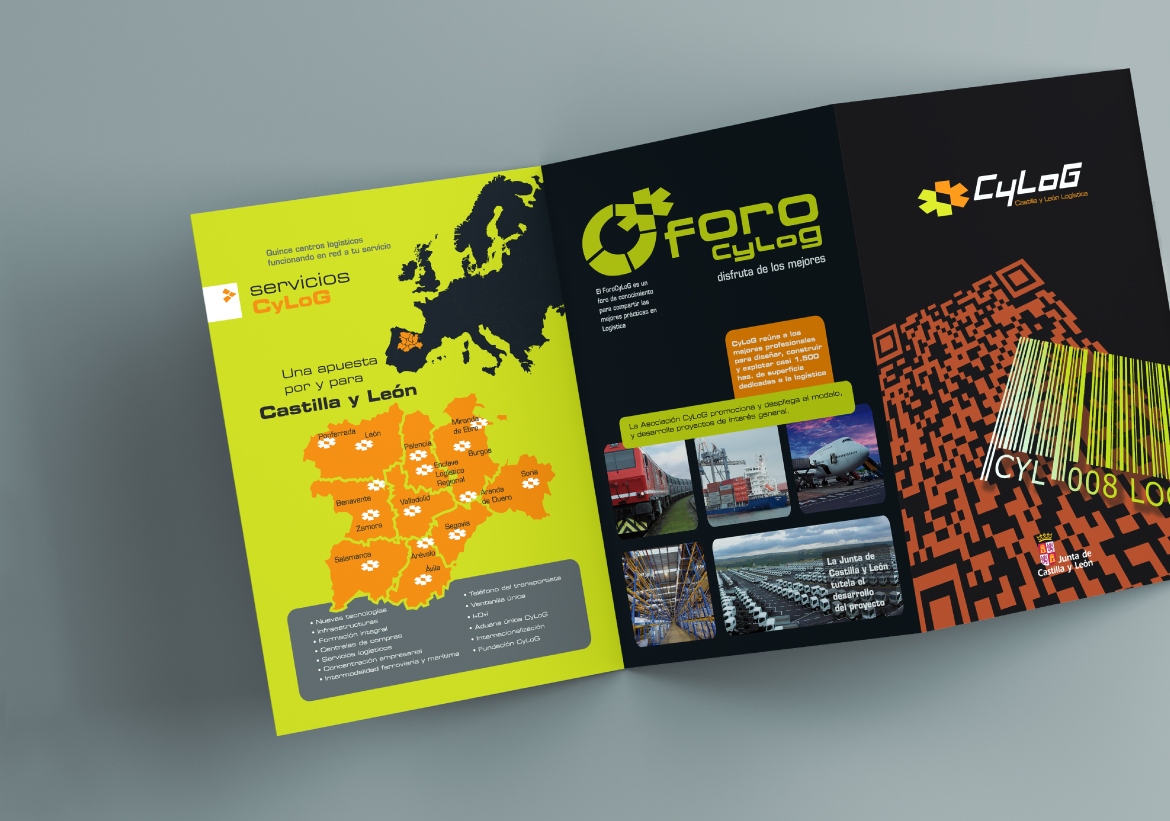 Quince centros logísticos
funcionando en red a tu servicio
servicios
CyLoG
Una apuesta
por y para
Castilla y León
Ponferrada
León
Palencia
Miranda
de Ebro
Burgos
Enclave
Logístico
Regional
Soria
Benavente
Valladolid
Aranda
de Duero
Zamora
Segovia
Salamanca
Arévalo
Ávila
• Nuevas tecnologías
• Infraestructuras
• Formación integral
• Centrales de compras
• Servicios logísticos
• Concentración empresarial
• Intermodalidad ferroviaria y marítima
• Teléfono del transportista
• Ventanilla única
• I+D+i
• Aduana única CyLoG
• Internacionalización
• Fundación CyLoG
foro
cyLog
disfruta de los mejores
El ForoCyLoG es un
foro de conocimiento
para compartir las
mejores prácticas en
Logística
CyLoG reúne a los
mejores profesionales
para diseñar, construir
y explotar casi 1.500
has. de superficie
dedicadas a la logística
La Asociación CyLoG promociona y despliega el modelo,
y desarrolla proyectos de interés general.
La Junta de
Castilla y León
tutela el
desarrollo
del proyecto
CyLoG
Castilla y León Logística
CYL 008 LO
Junta de
Castilla y León